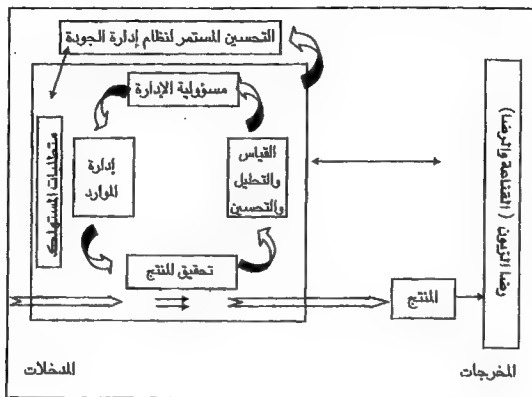 التحسين المستمر لنظام إدارة الجودة
مسؤولية الإدارة
القياس
والتحليل
والتحسين
إدارة
الموارد
متطلبات المستهلك
تحقيق المنتج
المنتج
رضا الزبون (القناعة والرضا)
المخرجات
المدخلات